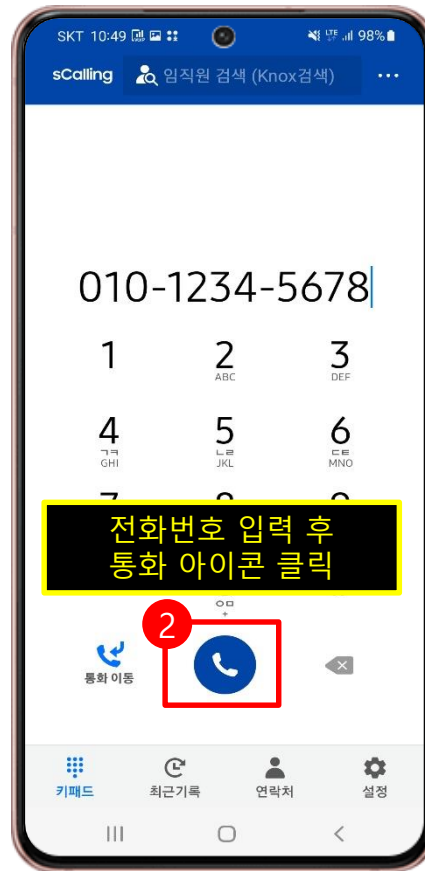 SKT 10:49 LTE 98%
sCalling 임직원 검색 (Knox검색)
010-1234-5678
1 2 3
ABC DEF
4 5 6
ㄱㅋ ㄴㄹ ㄷㅌ
GHI JKL MNO
전화번호 입력 후
통화 아이콘 클릭
ㅇㅁ
+
2
통화 이동
키패드 최근기록 연락처 설정